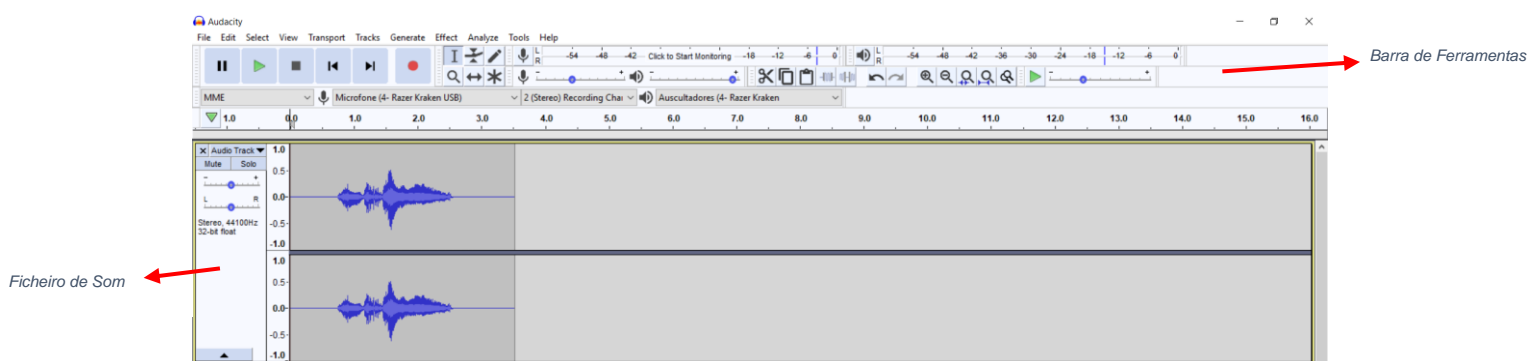 Audacity
File Edit Select View Transport Tracks Generate Effect Analyze Tools Help
L
R
-54 -48 -42 Click to Start Monitoring -18 -12 -6 0
L
R
-54 -48 -42 -36 -30 -24 -18 -12 -6 0
Barra de Ferramentas
MME Microfone (4- Razer Kraken USB) 2 (Stereo) Recording Chai Auscultadores (4- Razer Kraken
1.0 0.0 1.0 2.0 3.0 4.0 5.0 6.0 7.0 8.0 9.0 10.0 11.0 12.0 13.0 14.0 15.0 16.0
Audio Track
Mute Solo
L R
Stereo, 44100Hz
32-bit float
1.0
0.5
0.0
-0.5
-1.0
Ficheiro de Som
1.0
0.5
0.0
-0.5
-1.0